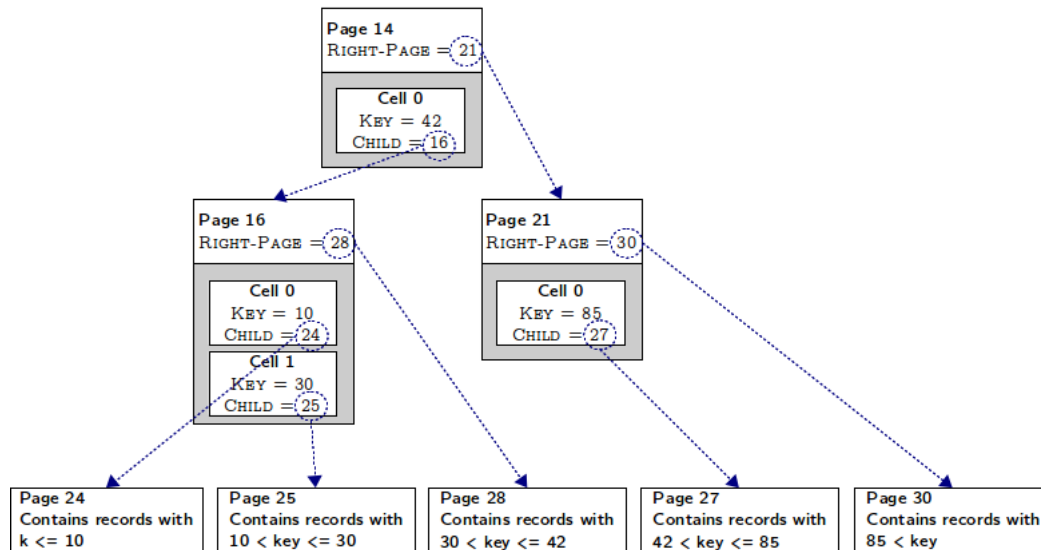 Page 14
RIGHT-PAGE = 21
Cell 0
KEY = 42
CHILD = 16
Page 16
RIGHT-PAGE = 28
Cell 0
KEY = 10
CHILD = 24
Cell 1
KEY = 30
CHILD = 25
Page 21
RIGHT-PAGE = 30
Cell 0
KEY = 85
CHILD = 27
Page 24
Contains records with
k <= 10
Page 25
Contains records with
10 < key <= 30
Page 28
Contains records with
30 < key <= 42
Page 27
Contains records with
42 < key <= 85
Page 30
Contains records with
85 < key